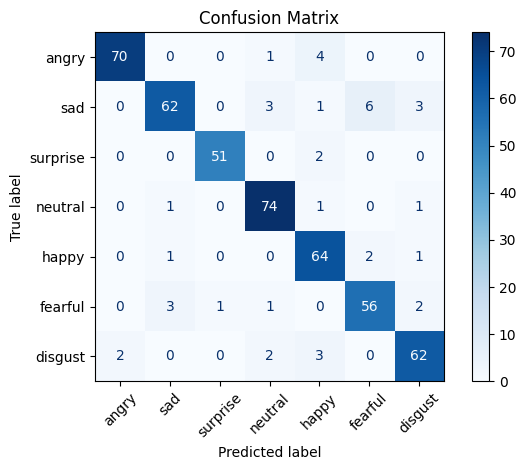 Confusion Matrix
True label
angry 70 0 0 1 4 0 0
sad 0 62 0 3 1 6 3
surprise 0 0 51 0 2 0 0
neutral 0 1 0 74 1 0 1
happy 0 1 0 0 64 2 1
fearful 0 3 1 1 0 56 2
disgust 2 0 0 2 3 0 62
angry sad surprise neutral happy fearful disgust
Predicted label
70
60
50
40
30
20
10
0